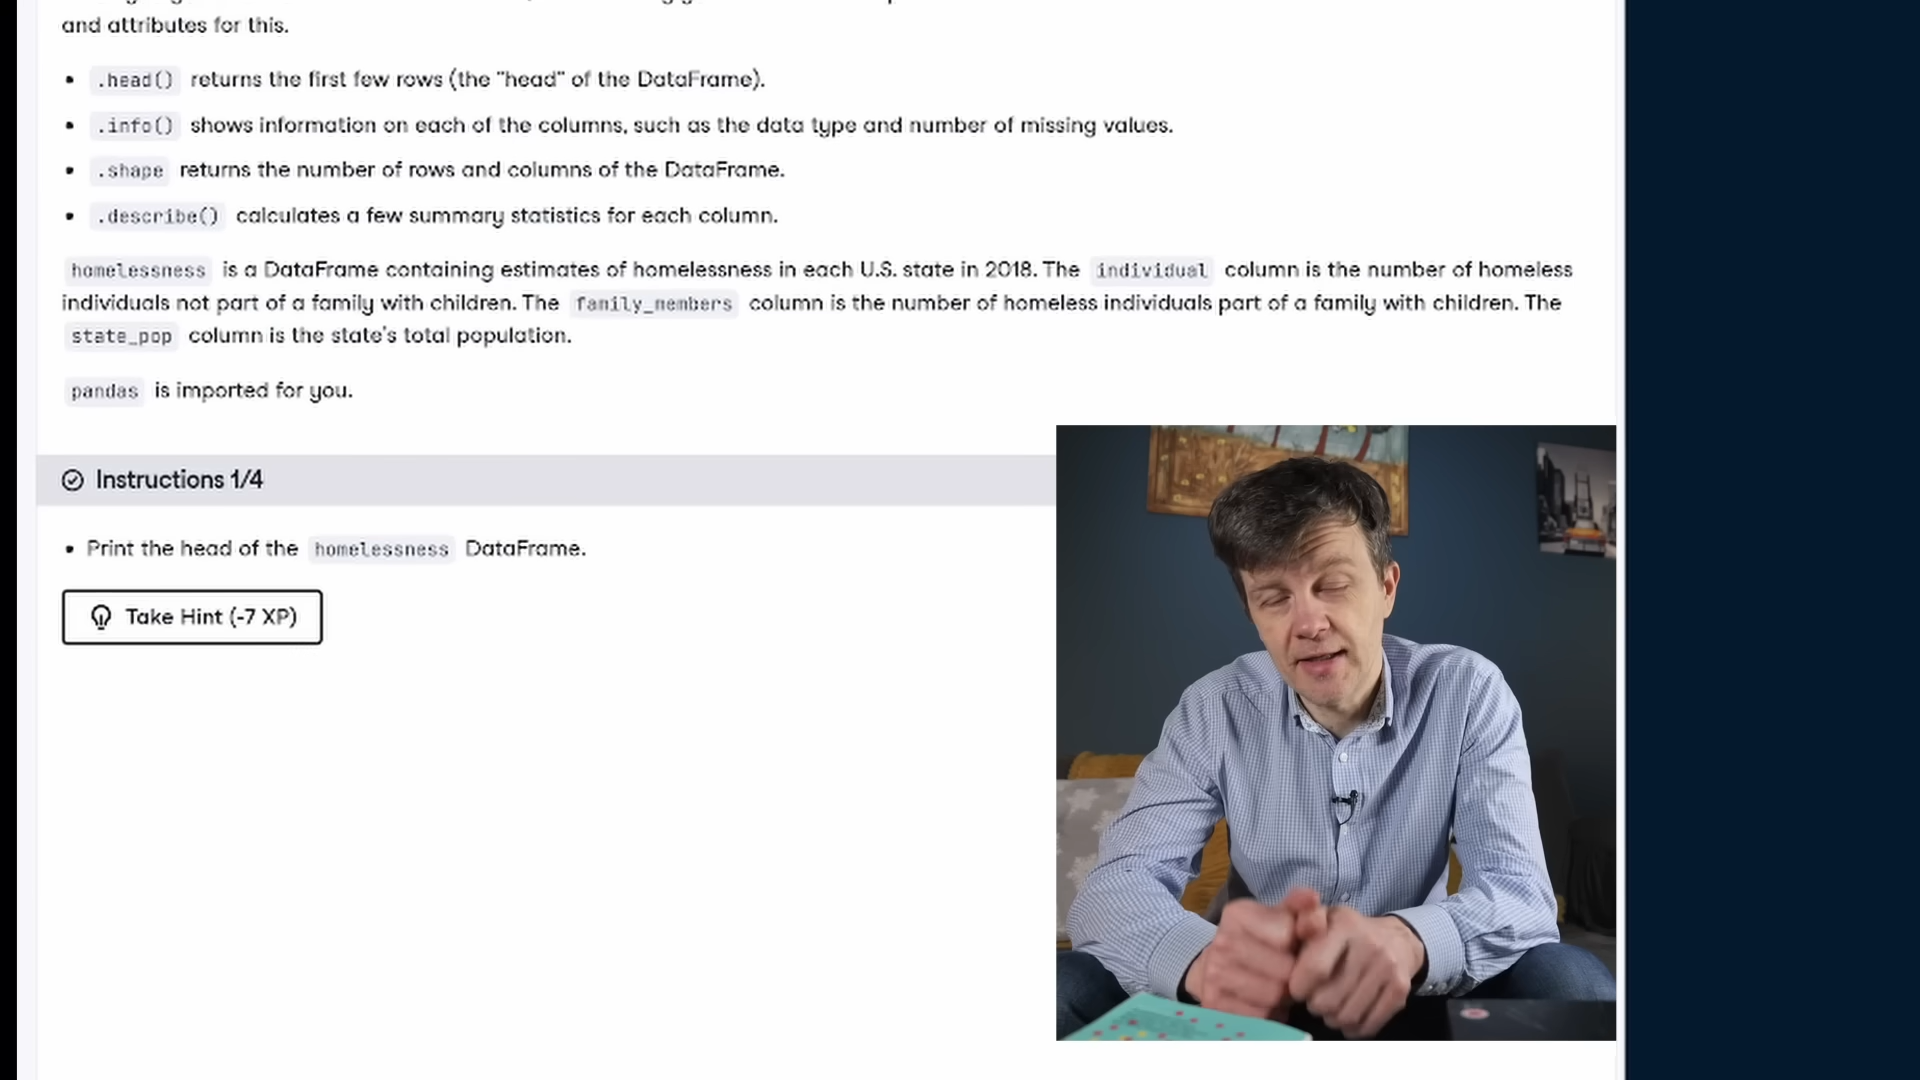 and attributes for this.
• .head() returns the first few rows (the "head" of the DataFrame).
• .info() shows information on each of the columns, such as the data type and number of missing values.
• .shape returns the number of rows and columns of the DataFrame.
• .describe() calculates a few summary statistics for each column.
homelessness is a DataFrame containing estimates of homelessness in each U.S. state in 2018. The individual column is the number of homeless
individuals not part of a family with children. The family_members column is the number of homeless individuals part of a family with children. The
state_pop column is the state's total population.
pandas is imported for you.
Instructions 1/4
• Print the head of the homelessness DataFrame.
Take Hint (-7 XP)